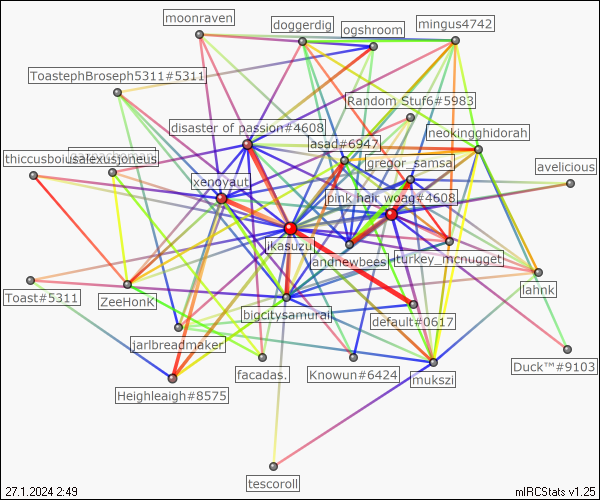 moonraven
doggerdig
ogshroom
mingus4742
ToastephBroseph5311#5311
Random Stuf6#5983
disaster of passion#4608
asad#6947
neokingghidorah
thiccusboiusalexusjoneus
gregor_samsa
avelicious
xenoyaut
pink hair woag#4608
ikasuzu
yandnewbees
turkey_mcnugget
Toast#5311
ZeeHonK
lahnk
bigcitysamurai
default#0617
jarlbreadmaker
Duck™#9103
Heighleaigh#8575
facadas.
Knowun#6424
mukszi
tescoroll
27.1.2024 2:49
mIRCStats v1.25